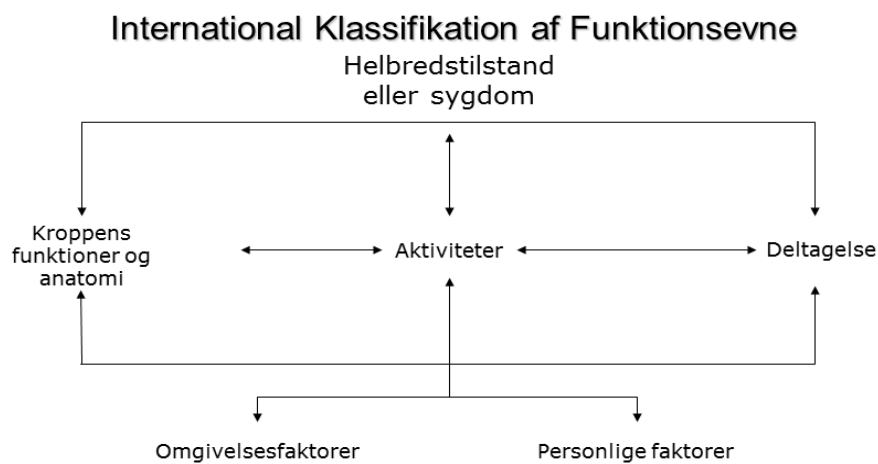 International Klassifikation af Funktionsevne
Helbredstilstand
eller sygdom
Kroppens
funktioner og
anatomi
Aktiviteter
Deltagelse
Omgivelsesfaktorer
Personlige faktorer